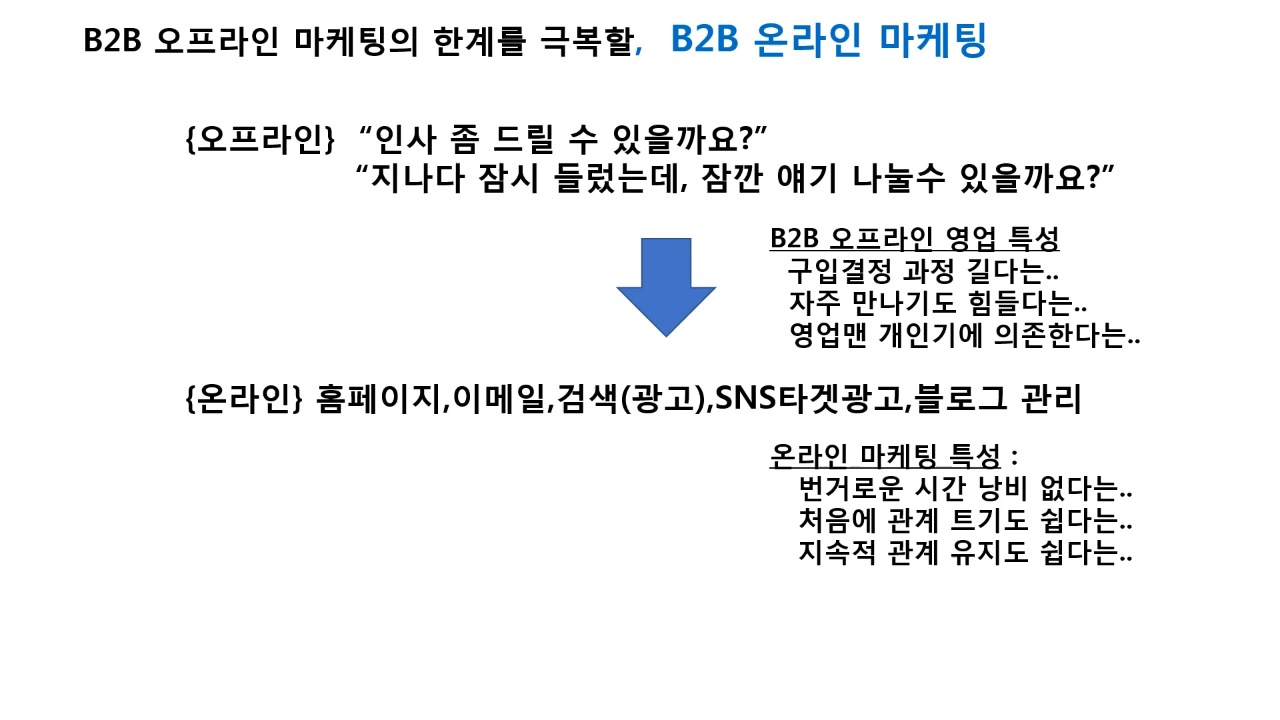 B2B 오프라인 마케팅의 한계를 극복할, B2B 온라인 마케팅
{오프라인} “인사 좀 드릴 수 있을까요?”
“지나다 잠시 들렀는데, 잠깐 얘기 나눌수 있을까요?”
B2B 오프라인 영업 특성
구입결정 과정 길다는..
자주 만나기도 힘들다는..
영업맨 개인기에 의존한다는..
{온라인} 홈페이지,이메일,검색(광고),SNS타겟광고,블로그 관리
온라인 마케팅 특성 :
번거로운 시간 낭비 없다는..
처음에 관계 트기도 쉽다는..
지속적 관계 유지도 쉽다는..